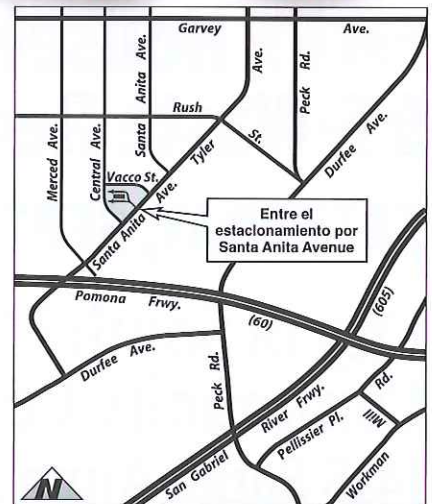 Garvey Ave.
Santa Anita Ave.
Ave.
Peck Rd.
Rush St.
Merced Ave.
Central Ave.
Tyler
Durfee Ave.
Vacco St.
Santa Anita Ave.
Entre el
estacionamiento por
Santa Anita Avenue
Pomona Frwy.
(60)
(605)
Durfee Ave.
Peck Rd.
San Gabriel River Frwy.
Pellissier Pl.
Mill Rd.
Workman
N